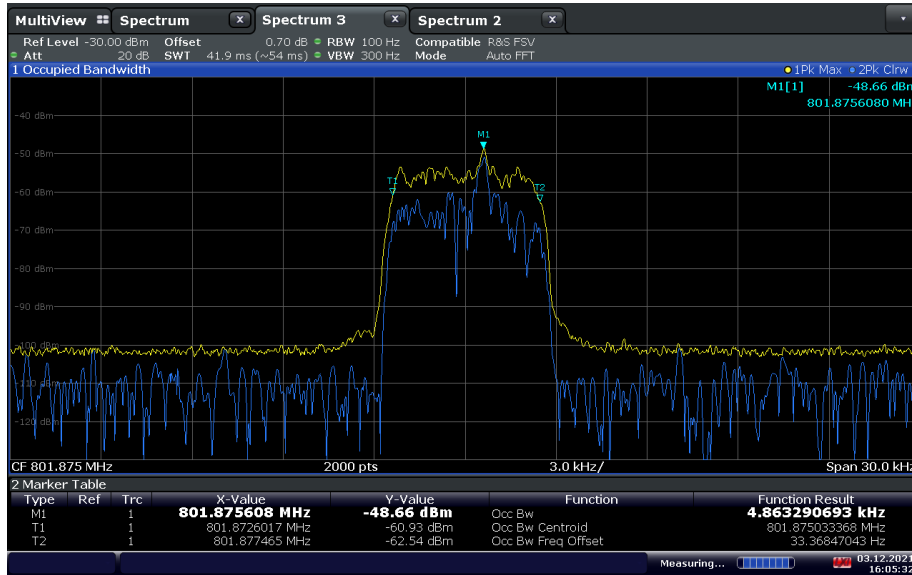 MultiView Spectrum X Spectrum 3 X Spectrum 2 X
Ref Level -30.00 dBm Offset 0.70 dB RBW 100 Hz Compatible R&S FSV
Att 20 dB SWT 41.9 ms (~54 ms) VBW 300 Hz Mode Auto FFT
1 Occupied Bandwidth 1Pk Max 2Pk Clrw
M1[1] -48.66 dBm
801.8756080 MH
-40 dBm
M1
-50 dBm
T1
T2
-60 dBm
-70 dBm
-80 dBm
-90 dBm
-100 dBm
-110 dBm
-120 dBm
CF 801.875 MHz 2000 pts 3.0 kHz/ Span 30.0 kHz
2 Marker Table
Type Ref Trc X-Value Y-Value Function Function Result
M1 1 801.875608 MHz -48.66 dBm Occ Bw 4.863290693 kHz
T1 1 801.8726017 MHz -60.93 dBm Occ Bw Centroid 801.875033368 MHz
T2 1 801.877465 MHz -62.54 dBm Occ Bw Freq Offset 33.36847043 Hz
Measuring... 03.12.2021
16:05:32